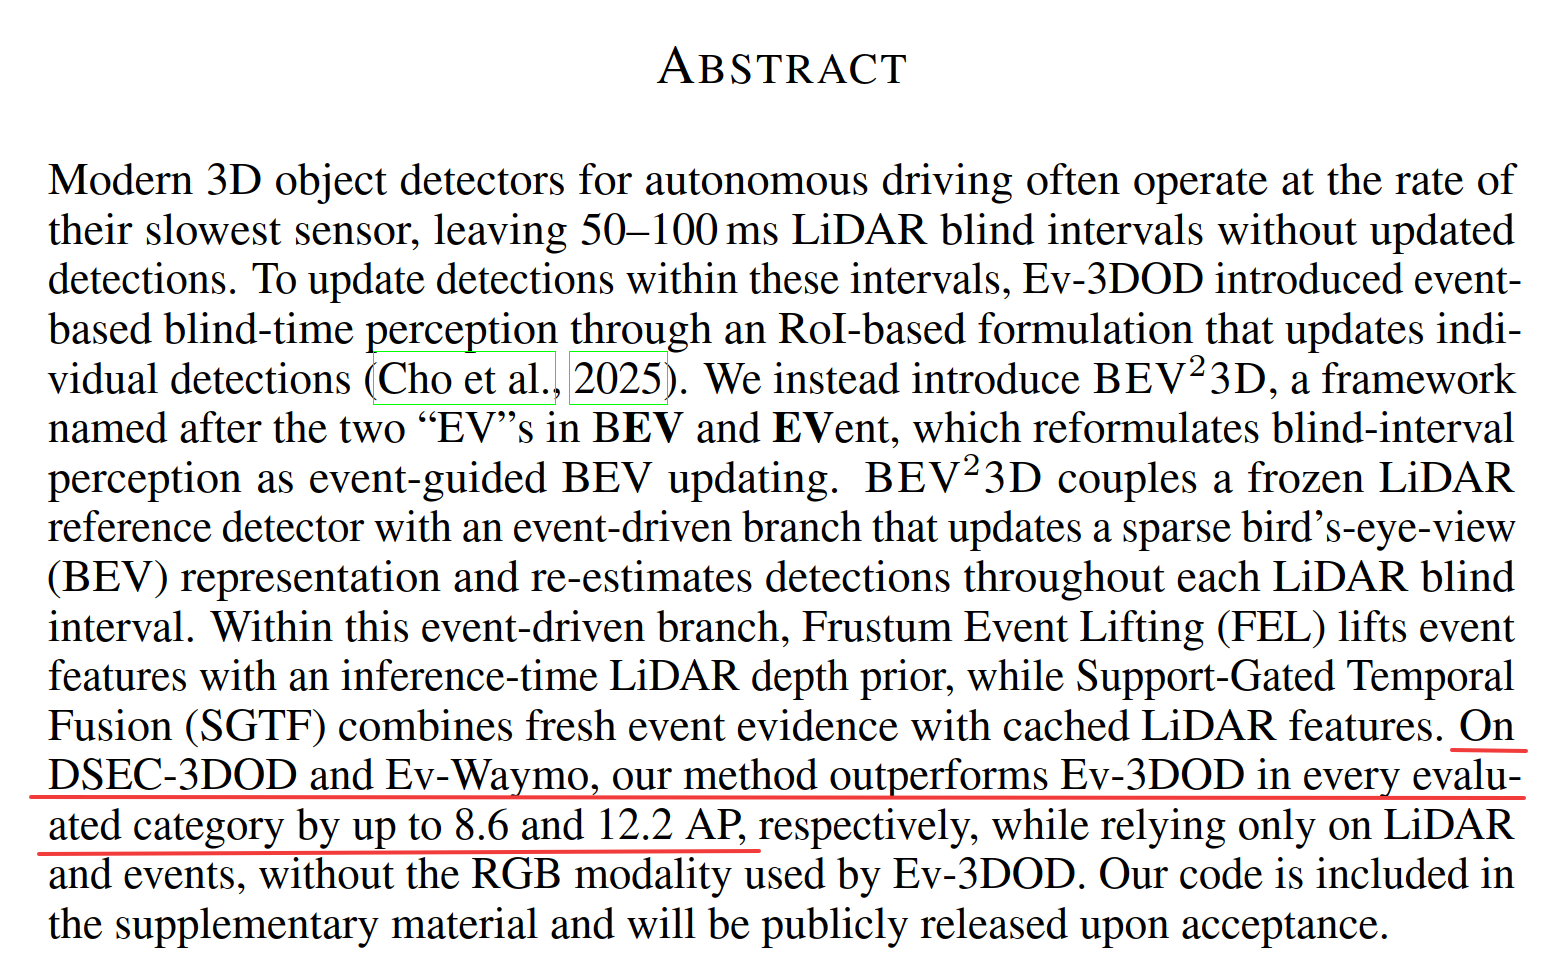 ABSTRACT
Modern 3D object detectors for autonomous driving often operate at the rate of
their slowest sensor, leaving 50–100 ms LiDAR blind intervals without updated
detections. To update detections within these intervals, Ev-3DOD introduced event-
based blind-time perception through an RoI-based formulation that updates indi-
vidual detections (Cho et al., 2025). We instead introduce BEV²3D, a framework
named after the two “EV”s in BEV and EVent, which reformulates blind-interval
perception as event-guided BEV updating. BEV²3D couples a frozen LiDAR
reference detector with an event-driven branch that updates a sparse bird’s-eye-view
(BEV) representation and re-estimates detections throughout each LiDAR blind
interval. Within this event-driven branch, Frustum Event Lifting (FEL) lifts event
features with an inference-time LiDAR depth prior, while Support-Gated Temporal
Fusion (SGTF) combines fresh event evidence with cached LiDAR features. On
DSEC-3DOD and Ev-Waymo, our method outperforms Ev-3DOD in every evalu-
ated category by up to 8.6 and 12.2 AP, respectively, while relying only on LiDAR
and events, without the RGB modality used by Ev-3DOD. Our code is included in
the supplementary material and will be publicly released upon acceptance.